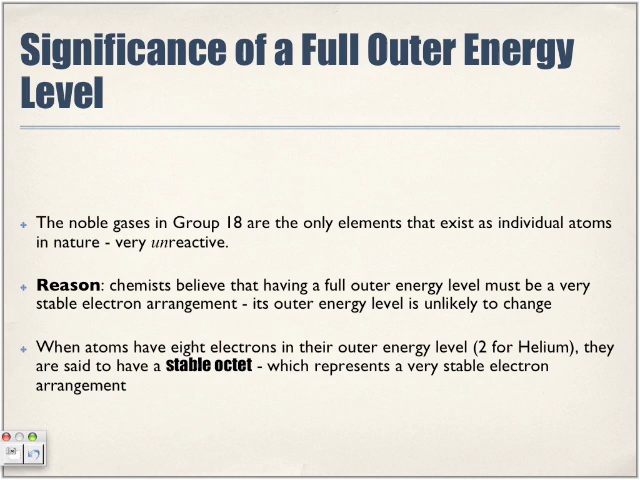 Significance of a Full Outer Energy
Level
The noble gases in Group 18 are the only elements that exist as individual atoms
in nature - very unreactive.
Reason: chemists believe that having a full outer energy level must be a very
stable electron arrangement - its outer energy level is unlikely to change
When atoms have eight electrons in their outer energy level (2 for Helium), they
are said to have a stable octet - which represents a very stable electron
arrangement